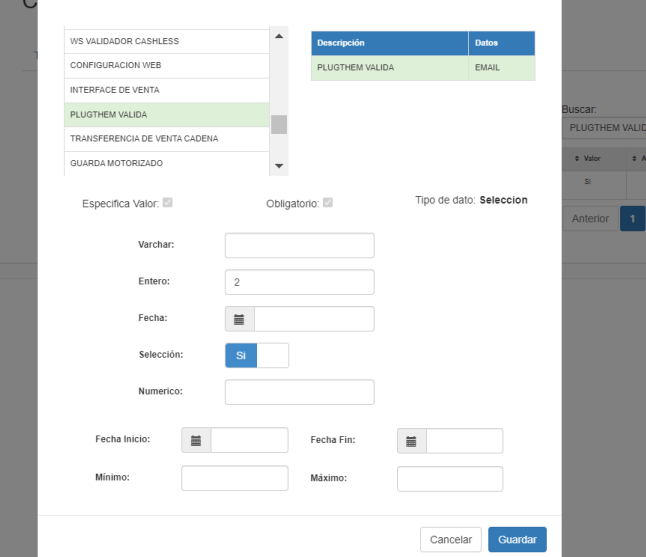 C
WS VALIDADOR CASHLESS
CONFIGURACION WEB
INTERFACE DE VENTA
PLUGTHEM VALIDA
TRANSFERENCIA DE VENTA CADENA
GUARDA MOTORIZADO
Descripción Datos
PLUGTHEM VALIDA EMAIL
Buscar:
PLUGTHEM VALID
Valor A
Si
Anterior 1
Especifica Valor: Obligatorio: Tipo de dato: Seleccion
Varchar:
Entero: 2
Fecha:
Selección: Si
Numerico:
Fecha Inicio: Fecha Fin:
Mínimo: Máximo:
Cancelar Guardar